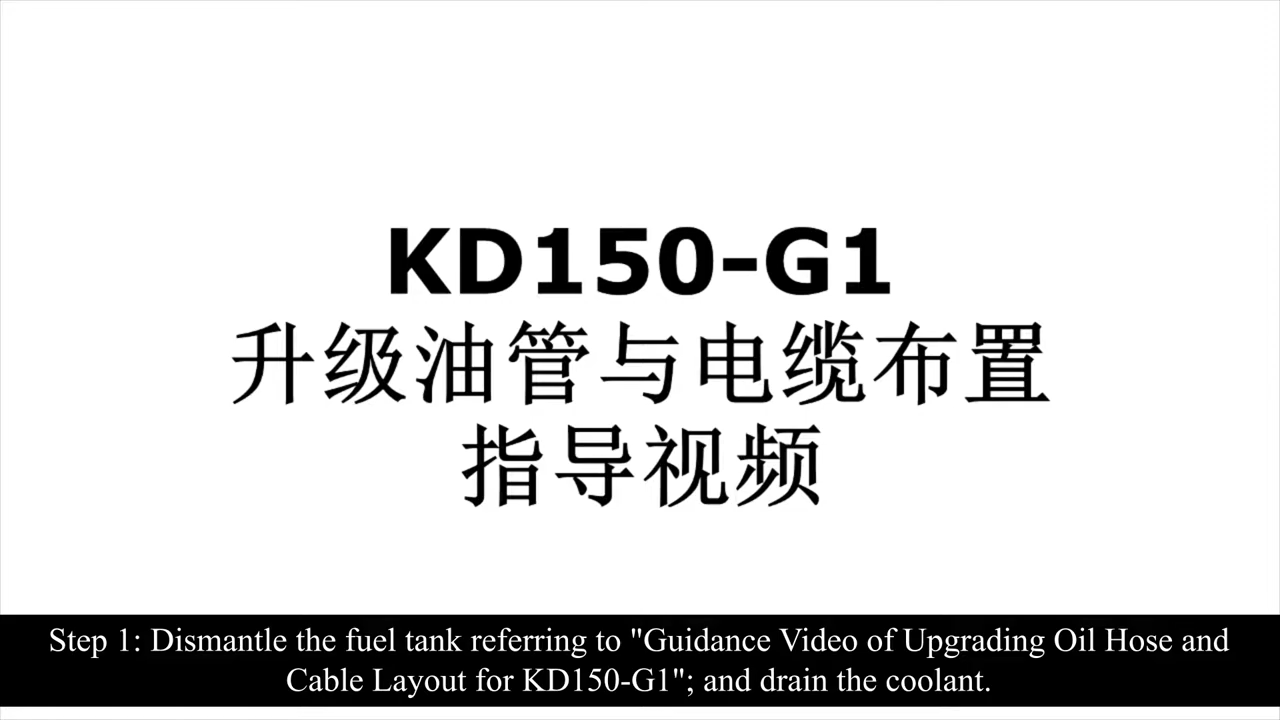 KD150-G1
升级油管与电缆布置
指导视频
Step 1: Dismantle the fuel tank referring to "Guidance Video of Upgrading Oil Hose and
Cable Layout for KD150-G1"; and drain the coolant.